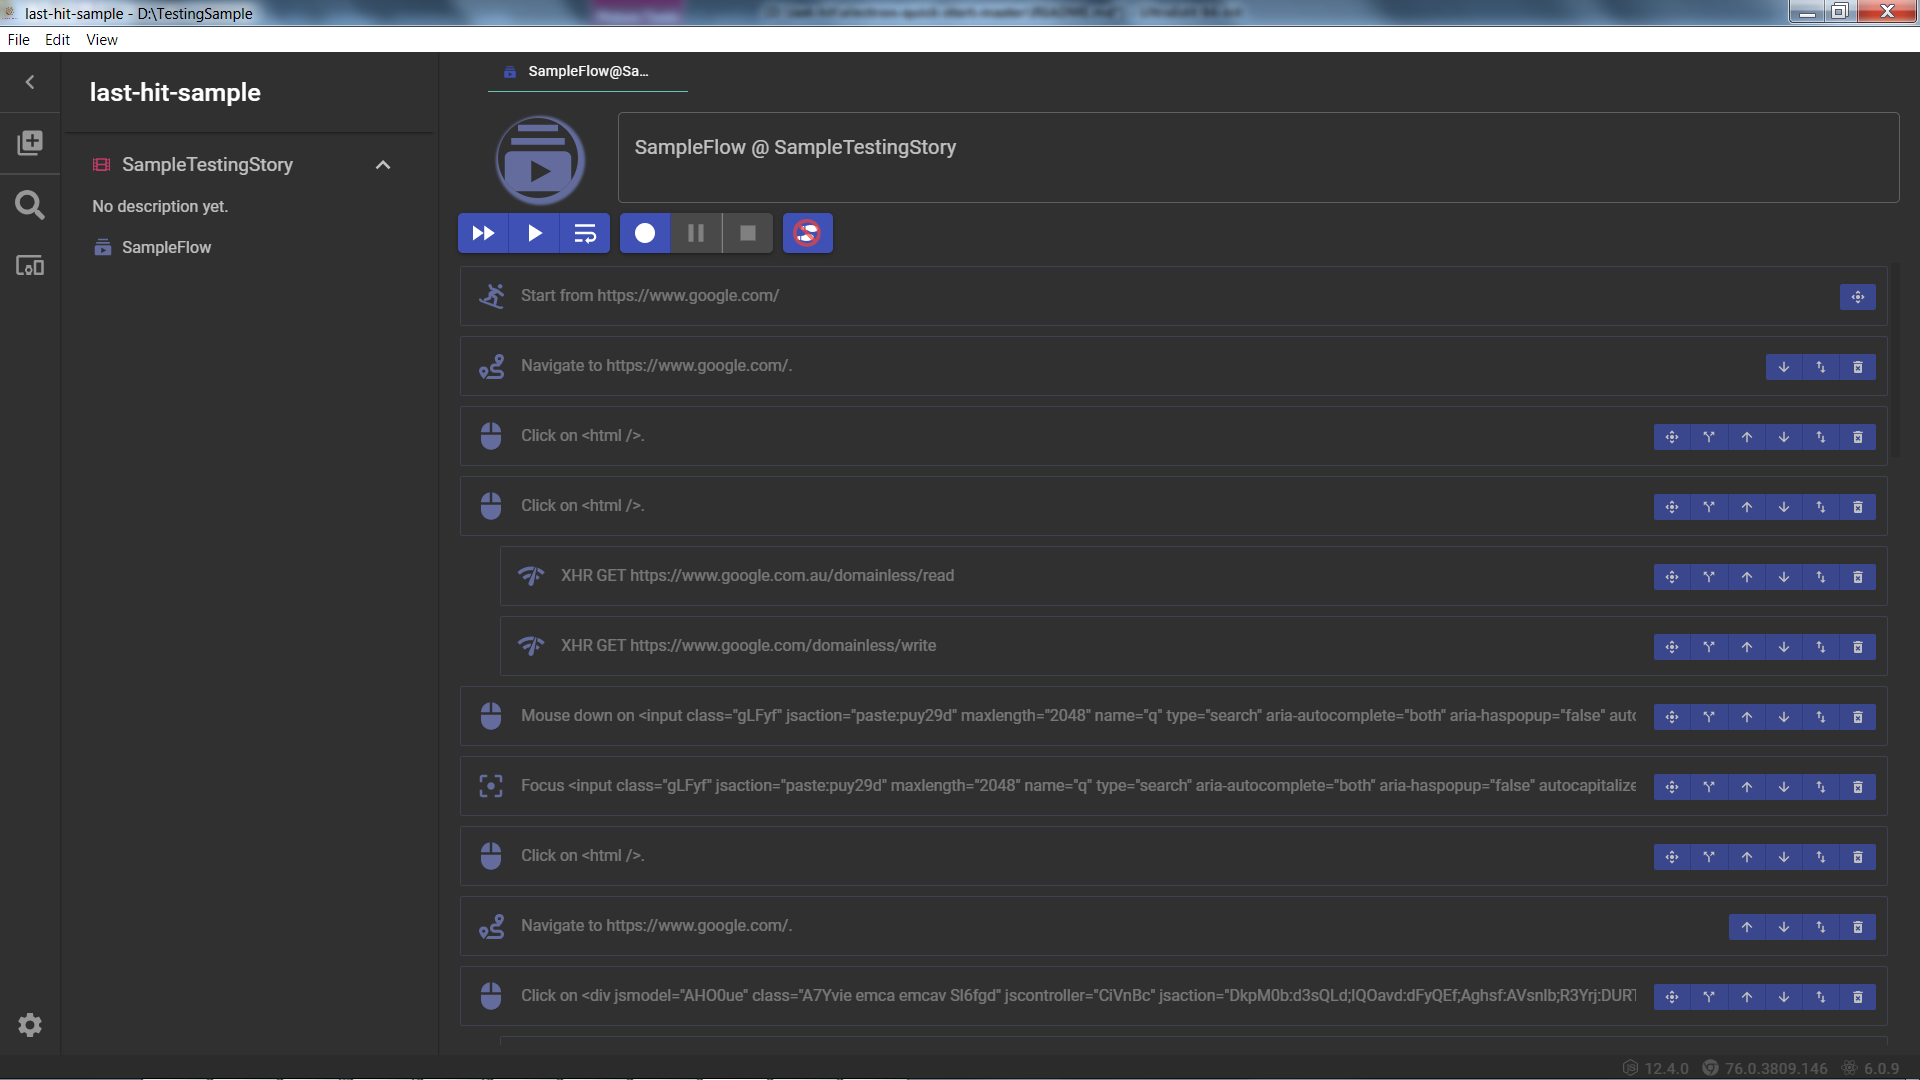 last-hit-sample - D:\TestingSample
File Edit View
last-hit-sample
SampleTestingStory
No description yet.
SampleFlow
SampleFlow@Sa...
SampleFlow @ SampleTestingStory
Start from https://www.google.com/
Navigate to https://www.google.com/.
Click on <html />.
Click on <html />.
XHR GET https://www.google.com.au/domainless/read
XHR GET https://www.google.com/domainless/write
Mouse down on <input class="gLFyf" jsaction="paste:puy29d" maxlength="2048" name="q" type="search" aria-autocomplete="both" aria-haspopup="false" auto
Focus <input class="gLFyf" jsaction="paste:puy29d" maxlength="2048" name="q" type="search" aria-autocomplete="both" aria-haspopup="false" autocapitalize
Click on <html />.
Navigate to https://www.google.com/.
Click on <div jsmodel="AHO0ue" class="A7Yvie emca emcav Sl6fgd" jscontroller="CiVnBc" jsaction="DkpM0b:d3sQLd;IQOavd:dFyQEf;Aghsf:AVsnlb;R3Yrj:DURT
12.4.0 76.0.3809.146 6.0.9